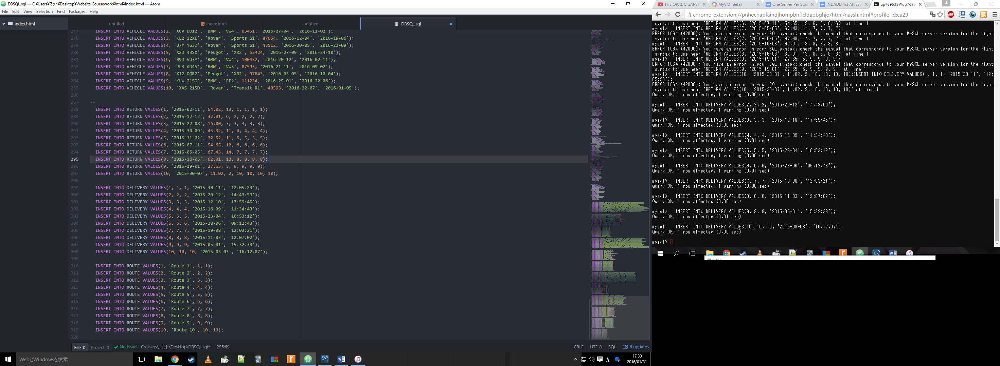 DBSQL.sql — C:¥Users¥マット¥Desktop¥Website Coursework¥html¥index.html — Atom
File Edit View Selection Find Packages Help
index.html
untitled
index.html
untitled
DBSQL.sql
277 INSERT INTO VEHICLE VALUES(2, 'XCV DD12', 'BMW', 'VW4', 63451, '2016-27-04', '2016-11-02');
278 INSERT INTO VEHICLE VALUES(3, 'KL2 12XE', 'Rover', 'Sports S1', 87654, '2016-12-04', '2016-19-06');
279 INSERT INTO VEHICLE VALUES(4, 'U7Y YS3D', 'Rover', 'Sports S1', 43512, '2016-30-05', '2016-23-09');
280 INSERT INTO VEHICLE VALUES(5, 'X2D 43SX', 'Peugot', 'XR2', 65424, '2016-27-09', '2016-24-10');
281 INSERT INTO VEHICLE VALUES(6, '09D VU3Y', 'BMW', 'VW4', 100432, '2016-20-12', '2016-02-11');
282 INSERT INTO VEHICLE VALUES(7, 'PL3 AD4S', 'BMW', 'VW3', 87593, '2016-21-11', '2016-09-02');
283 INSERT INTO VEHICLE VALUES(8, 'X12 DQR2', 'Peugot', 'XR2', 97843, '2016-03-05', '2016-10-04');
284 INSERT INTO VEHICLE VALUES(9, 'KLW 21SD', 'BMW', 'FF2', 111234, '2016-25-01', '2016-22-06');
285 INSERT INTO VEHICLE VALUES(10, 'XAS 215D', 'Rover', 'Transit R1', 40593, '2016-22-07', '2016-01-05');
286
287 --
288 INSERT INTO RETURN VALUES(1, '2015-02-11', 64.02, 13, 1, 1, 1, 1);
289 INSERT INTO RETURN VALUES(2, '2015-12-12', 32.01, 6, 2, 2, 2, 2);
290 INSERT INTO RETURN VALUES(3, '2015-22-08', 16.00, 3, 3, 3, 3, 3);
291 INSERT INTO RETURN VALUES(4, '2015-30-09', 45.32, 11, 4, 4, 4, 4);
292 INSERT INTO RETURN VALUES(5, '2015-11-02', 32.52, 11, 5, 5, 5, 5);
293 INSERT INTO RETURN VALUES(6, '2015-07-11', 54.65, 12, 6, 6, 6, 6);
294 INSERT INTO RETURN VALUES(7, '2015-05-05', 67.43, 14, 7, 7, 7, 7);
295 INSERT INTO RETURN VALUES(8, '2015-16-03', 62.01, 13, 8, 8, 8, 8);
296 INSERT INTO RETURN VALUES(9, '2015-19-01', 27.65, 5, 9, 9, 9, 9);
297 INSERT INTO RETURN VALUES(10, '2015-30-07', 11.02, 2, 10, 10, 10, 10);
298
299 INSERT INTO DELIVERY VALUES(1, 1, 1, '2015-30-11', '12:05:23');
300 INSERT INTO DELIVERY VALUES(2, 2, 2, '2015-20-12', '14:43:59');
301 INSERT INTO DELIVERY VALUES(3, 3, 3, '2015-12-10', '17:59:45');
302 INSERT INTO DELIVERY VALUES(4, 4, 4, '2015-16-09', '11:34:43');
303 INSERT INTO DELIVERY VALUES(5, 5, 5, '2015-23-04', '10:53:12');
304 INSERT INTO DELIVERY VALUES(6, 6, 6, '2015-28-06', '09:12:43');
305 INSERT INTO DELIVERY VALUES(7, 7, 7, '2015-19-08', '12:03:21');
306 INSERT INTO DELIVERY VALUES(8, 8, 8, '2015-11-03', '12:07:02');
307 INSERT INTO DELIVERY VALUES(9, 9, 9, '2015-05-01', '15:32:33');
308 INSERT INTO DELIVERY VALUES(10, 10, 10, '2015-03-03', '16:12:07');
309
310 INSERT INTO ROUTE VALUES(1, 'Route 1', 1, 1);
311 INSERT INTO ROUTE VALUES(2, 'Route 2', 2, 2);
312 INSERT INTO ROUTE VALUES(3, 'Route 3', 3, 3);
313 INSERT INTO ROUTE VALUES(4, 'Route 4', 4, 4);
314 INSERT INTO ROUTE VALUES(5, 'Route 5', 5, 5);
315 INSERT INTO ROUTE VALUES(6, 'Route 6', 6, 6);
316 INSERT INTO ROUTE VALUES(7, 'Route 7', 7, 7);
317 INSERT INTO ROUTE VALUES(8, 'Route 8', 8, 8);
318 INSERT INTO ROUTE VALUES(9, 'Route 9', 9, 9);
319 INSERT INTO ROUTE VALUES(10, 'Route 10', 10, 10);
320
File 0 Project 0 No Issues C:\Users\マット\Desktop\DBSQL.sql* 295:69 CRLF UTF-8 SQL 6 updates
WebとWindowsを検索
A
17:30
2016/01/31
THE ORAL CIGARET
MyVM (Beta)
One Server Per Stud
INDADD 1st Att csw
up769535@up7695
chrome-extension://pnhechapfaindjhompbnflcldabbghjo/html/nassh.html#profile-id:ca29
ABP
理
syntax to use near 'RETURN VALUES(6, '2015-07-11', 54.65, 12, 6, 6, 6, 6)' at line 1
mysql> INSERT INTO RETURN VALUES(7, '2015-05-05', 67.43, 14, 7, 7, 7, 7);
ERROR 1064 (42000): You have an error in your SQL syntax; check the manual that corresponds to your MySQL server version for the right
syntax to use near 'RETURN VALUES(7, '2015-05-05', 67.43, 14, 7, 7, 7, 7)' at line 1
mysql> INSERT INTO RETURN VALUES(8, '2015-16-03', 62.01, 13, 8, 8, 8, 8);
ERROR 1064 (42000): You have an error in your SQL syntax; check the manual that corresponds to your MySQL server version for the right
syntax to use near 'RETURN VALUES(8, '2015-16-03', 62.01, 13, 8, 8, 8, 8)' at line 1
mysql> INSERT INTO RETURN VALUES(9, '2015-19-01', 27.65, 5, 9, 9, 9, 9);
ERROR 1064 (42000): You have an error in your SQL syntax; check the manual that corresponds to your MySQL server version for the right
syntax to use near 'RETURN VALUES(9, '2015-19-01', 27.65, 5, 9, 9, 9, 9)' at line 1
mysql> INSERT INTO RETURN VALUES(10, '2015-30-07', 11.02, 2, 10, 10, 10, 10);INSERT INTO DELIVERY VALUES(1, 1, 1, '2015-30-11', '12:
05:23');
ERROR 1064 (42000): You have an error in your SQL syntax; check the manual that corresponds to your MySQL server version for the right
syntax to use near 'RETURN VALUES(10, '2015-30-07', 11.02, 2, 10, 10, 10, 10)' at line 1
Query OK, 1 row affected, 1 warning (0.00 sec)
mysql> INSERT INTO DELIVERY VALUES(2, 2, 2, '2015-20-12', '14:43:59');
Query OK, 1 row affected, 1 warning (0.01 sec)
mysql> INSERT INTO DELIVERY VALUES(3, 3, 3, '2015-12-10', '17:59:45');
Query OK, 1 row affected (0.00 sec)
mysql> INSERT INTO DELIVERY VALUES(4, 4, 4, '2015-16-09', '11:34:43');
Query OK, 1 row affected, 1 warning (0.01 sec)
mysql> INSERT INTO DELIVERY VALUES(5, 5, 5, '2015-23-04', '10:53:12');
Query OK, 1 row affected, 1 warning (0.00 sec)
mysql> INSERT INTO DELIVERY VALUES(6, 6, 6, '2015-28-06', '09:12:43');
Query OK, 1 row affected, 1 warning (0.01 sec)
mysql> INSERT INTO DELIVERY VALUES(7, 7, 7, '2015-19-08', '12:03:21');
Query OK, 1 row affected, 1 warning (0.00 sec)
mysql> INSERT INTO DELIVERY VALUES(8, 8, 8, '2015-11-03', '12:07:02');
Query OK, 1 row affected (0.00 sec)
mysql> INSERT INTO DELIVERY VALUES(9, 9, 9, '2015-05-01', '15:32:33');
Query OK, 1 row affected (0.01 sec)
mysql> INSERT INTO DELIVERY VALUES(10, 10, 10, '2015-03-03', '16:12:07');
Query OK, 1 row affected (0.00 sec)
mysql>